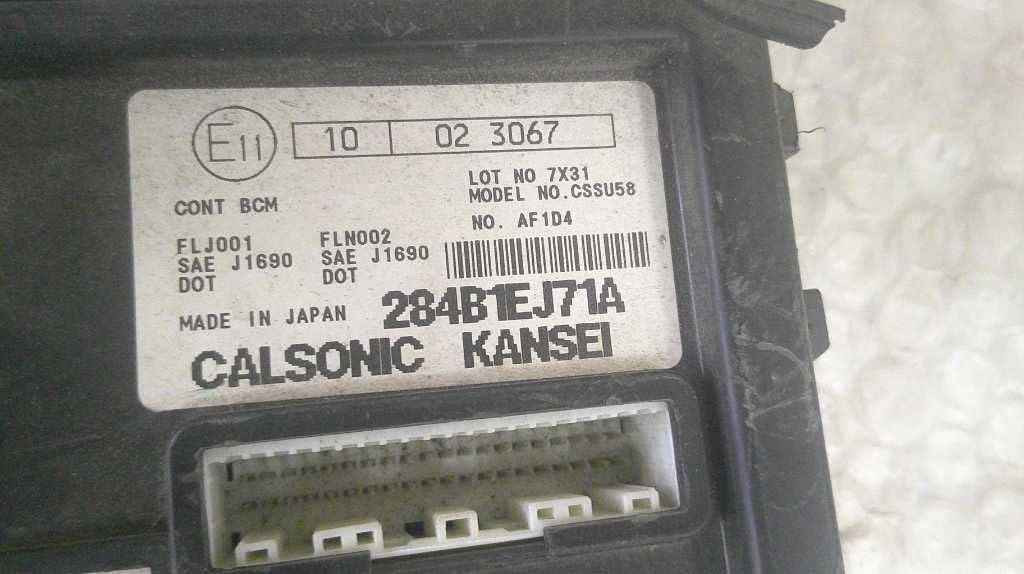 E11 10 02 3067
LOT NO 7X31
CONT BCM MODEL NO.CSSU58
NO. AF1D4
FLJ001 FLN002
SAE J1690 SAE J1690
DOT DOT
MADE IN JAPAN 284B1EJ71A
CALSONIC KANSEI